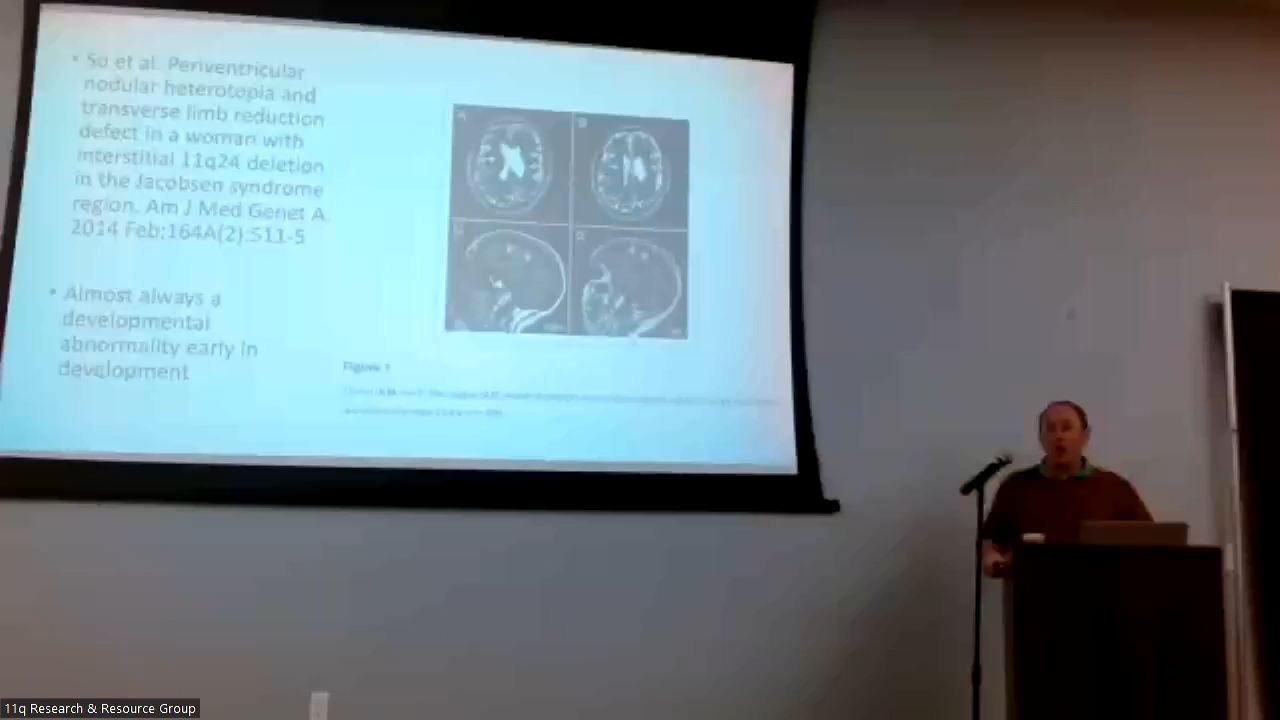 • So et al. Periventricular
nodular heterotopia and
transverse limb reduction
defect in a woman with
interstitial 11q24 deletion
in the Jacobsen syndrome
region. Am J Med Genet A.
2014 Feb;164A(2):511-5
• Almost always a
developmental
abnormality early in
development
A
B
Figure 1
11q Research & Resource Group